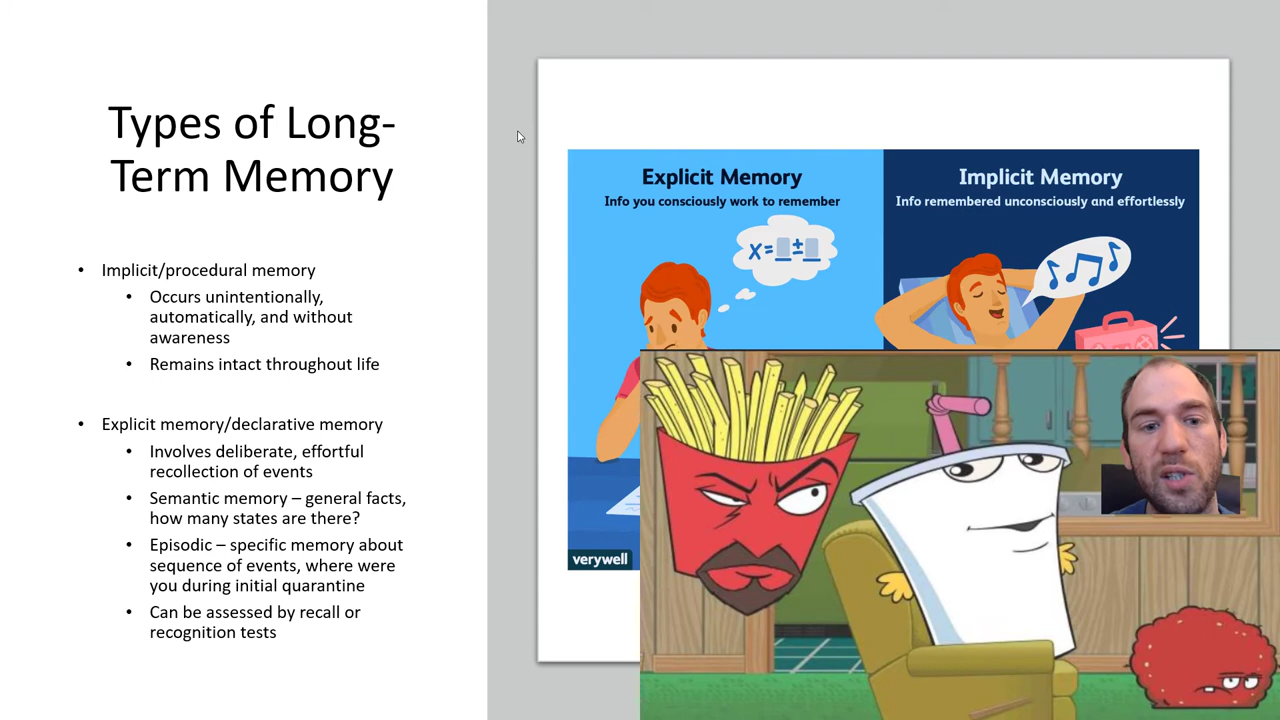 Types of Long-
Term Memory
• Implicit/procedural memory
• Occurs unintentionally,
automatically, and without
awareness
• Remains intact throughout life
• Explicit memory/declarative memory
• Involves deliberate, effortful
recollection of events
• Semantic memory – general facts,
how many states are there?
• Episodic – specific memory about
sequence of events, where were
you during initial quarantine
• Can be assessed by recall or
recognition tests
Explicit Memory
Info you consciously work to remember
X=
±
Implicit Memory
Info remembered unconsciously and effortlessly
verywell